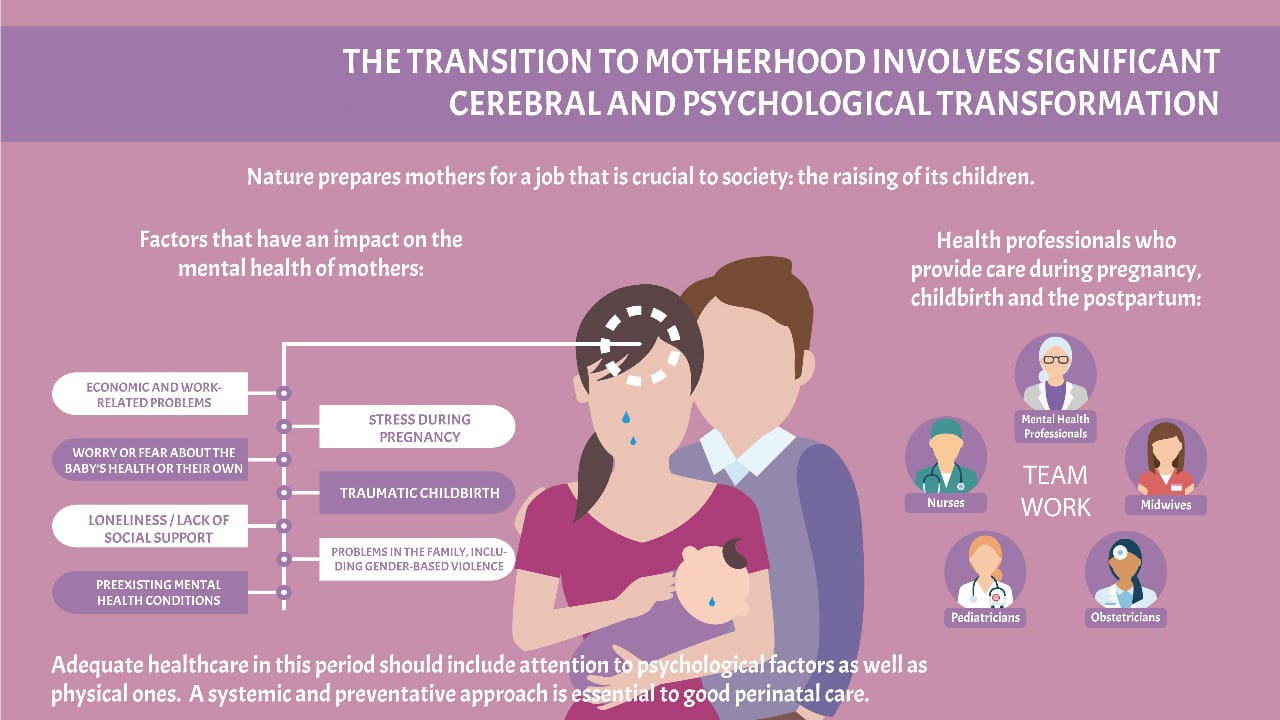 THE TRANSITION TO MOTHERHOOD INVOLVES SIGNIFICANT
CEREBRAL AND PSYCHOLOGICAL TRANSFORMATION
Nature prepares mothers for a job that is crucial to society: the raising of its children.
Factors that have an impact on the
mental health of mothers:
ECONOMIC AND WORK-
RELATED PROBLEMS
STRESS DURING
PREGNANCY
WORRY OR FEAR ABOUT THE
BABY'S HEALTH OR THEIR OWN
TRAUMATIC CHILDBIRTH
LONELINESS / LACK OF
SOCIAL SUPPORT
PROBLEMS IN THE FAMILY, INCLU-
DING GENDER-BASED VIOLENCE
PREEXISTING MENTAL
HEALTH CONDITIONS
Health professionals who
provide care during pregnancy,
childbirth and the postpartum:
Mental Health
Professionals
Nurses
TEAM
WORK
Midwives
Pediatricians
Obstetricians
Adequate healthcare in this period should include attention to psychological factors as well as
physical ones. A systemic and preventative approach is essential to good perinatal care.